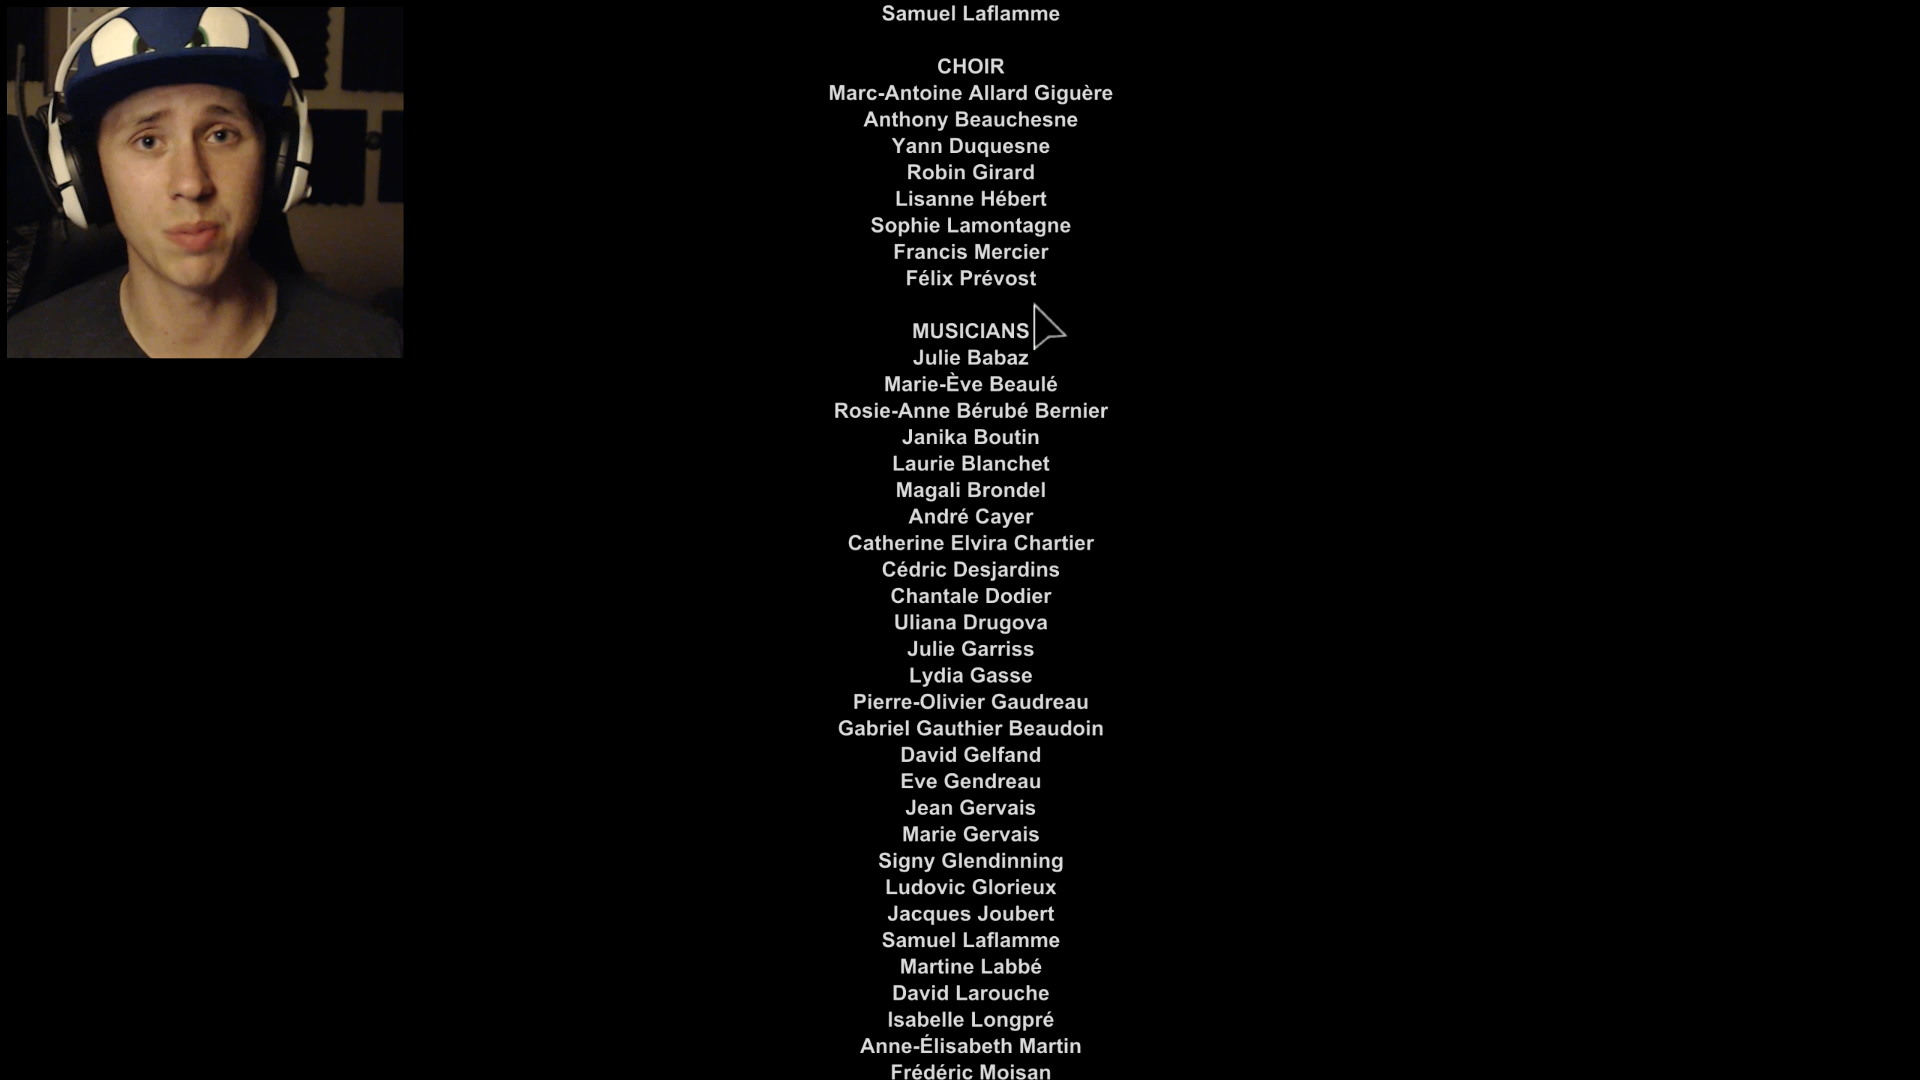 Samuel Laflamme
CHOIR
Marc-Antoine Allard Giguère
Anthony Beauchesne
Yann Duquesne
Robin Girard
Lisanne Hébert
Sophie Lamontagne
Francis Mercier
Félix Prévost
MUSICIANS
Julie Babaz
Marie-Ève Beaulé
Rosie-Anne Bérubé Bernier
Janika Boutin
Laurie Blanchet
Magali Brondel
André Cayer
Catherine Elvira Chartier
Cédric Desjardins
Chantale Dodier
Uliana Drugova
Julie Garriss
Lydia Gasse
Pierre-Olivier Gaudreau
Gabriel Gauthier Beaudoin
David Gelfand
Eve Gendreau
Jean Gervais
Marie Gervais
Signy Glendinning
Ludovic Glorieux
Jacques Joubert
Samuel Laflamme
Martine Labbé
David Larouche
Isabelle Longpré
Anne-Élisabeth Martin
Frédéric Moisan